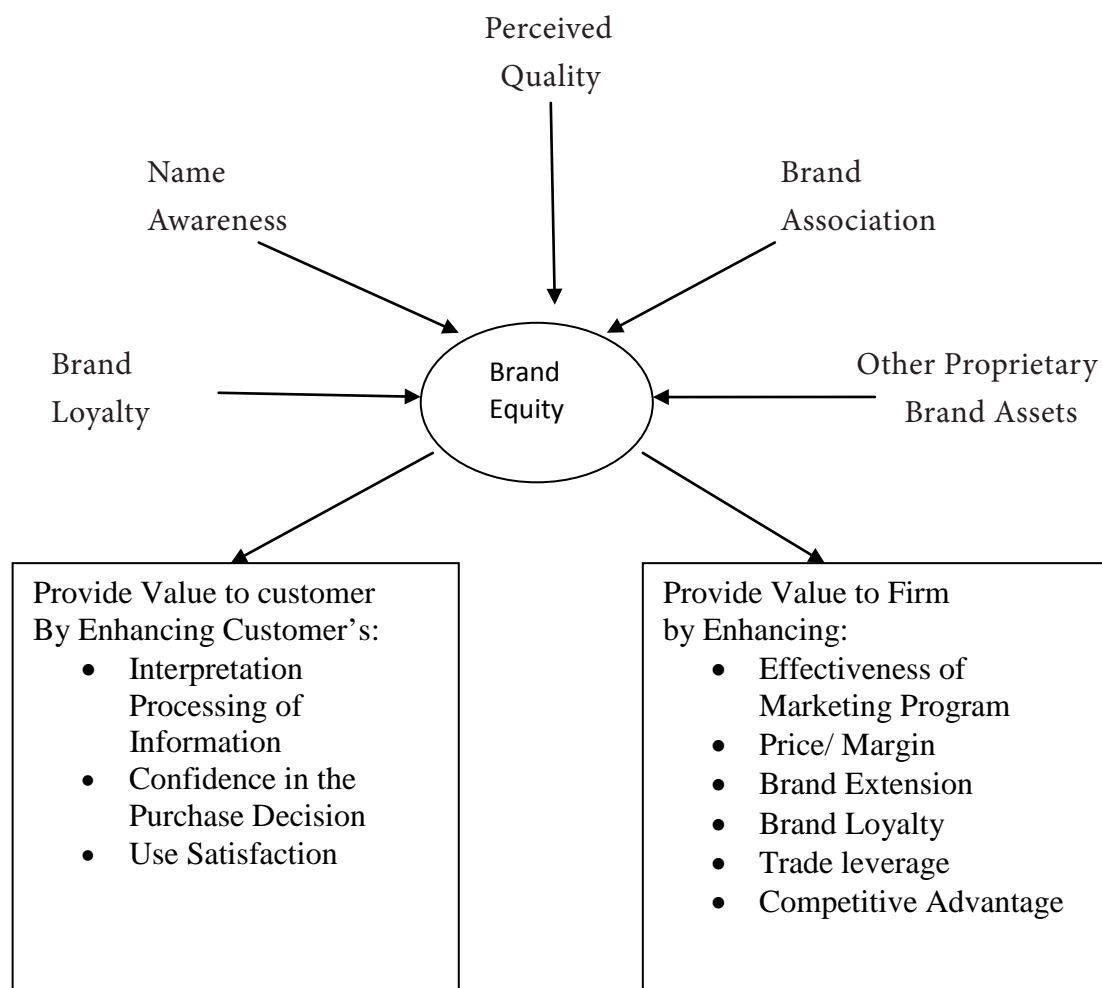 Perceived
Quality
Name
Awareness
Brand
Association
Brand
Loyalty
Brand
Equity
Other Proprietary
Brand Assets
Provide Value to customer
By Enhancing Customer’s:
• Interpretation
Processing of
Information
• Confidence in the
Purchase Decision
• Use Satisfaction
Provide Value to Firm
by Enhancing:
• Effectiveness of
Marketing Program
• Price/ Margin
• Brand Extension
• Brand Loyalty
• Trade leverage
• Competitive Advantage